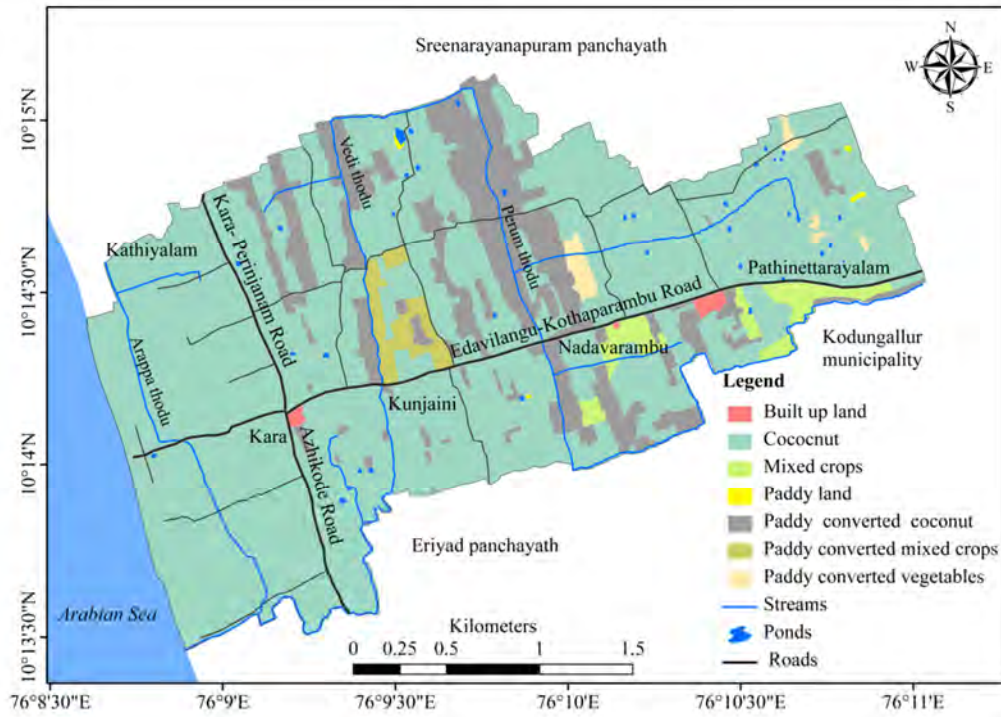 Sreenarayanapuram panchayath
N
W
E
S
10°15'N
10°14'30"N
10°14'N
10°13'30"N
Vedi thodu
Kara- Perinjanam Road
Perum thodu
Kathiyalam
Pathinettarayalam
Edavilangu-Kothaparambu Road
Arappa thodu
Nadavarambu
Kodungallur
municipality
Kunjaini
Kara
Azhikode Road
Eriyad panchayath
Arabian Sea
Legend
Built up land
Cococnut
Mixed crops
Paddy land
Paddy converted coconut
Paddy converted mixed crops
Paddy converted vegetables
Streams
Ponds
Roads
Kilometers
0 0.25 0.5 1 1.5
76°8'30"E 76°9'E 76°9'30"E 76°10'E 76°10'30"E 76°11'E